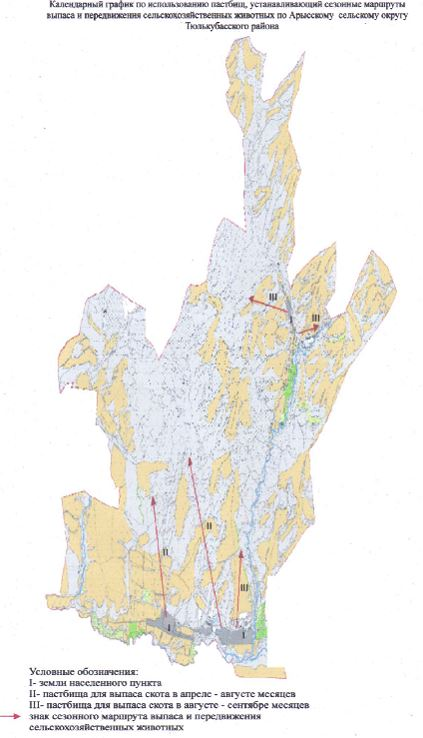 Календарный график по использованию пастбищ, устанавливающий сезонные маршруты
выпаса и передвижения сельскохозяйственных животных по Арысскому сельскому округу
Тюлькубасского района
III
III
II
II
III
I
I
Условные обозначения:
I- земли населенного пункта
II- пастбища для выпаса скота в апреле - августе месяцев
III- пастбища для выпаса скота в августе - сентябре месяцев
знак сезонного маршрута выпаса и передвижения
сельскохозяйственных животных